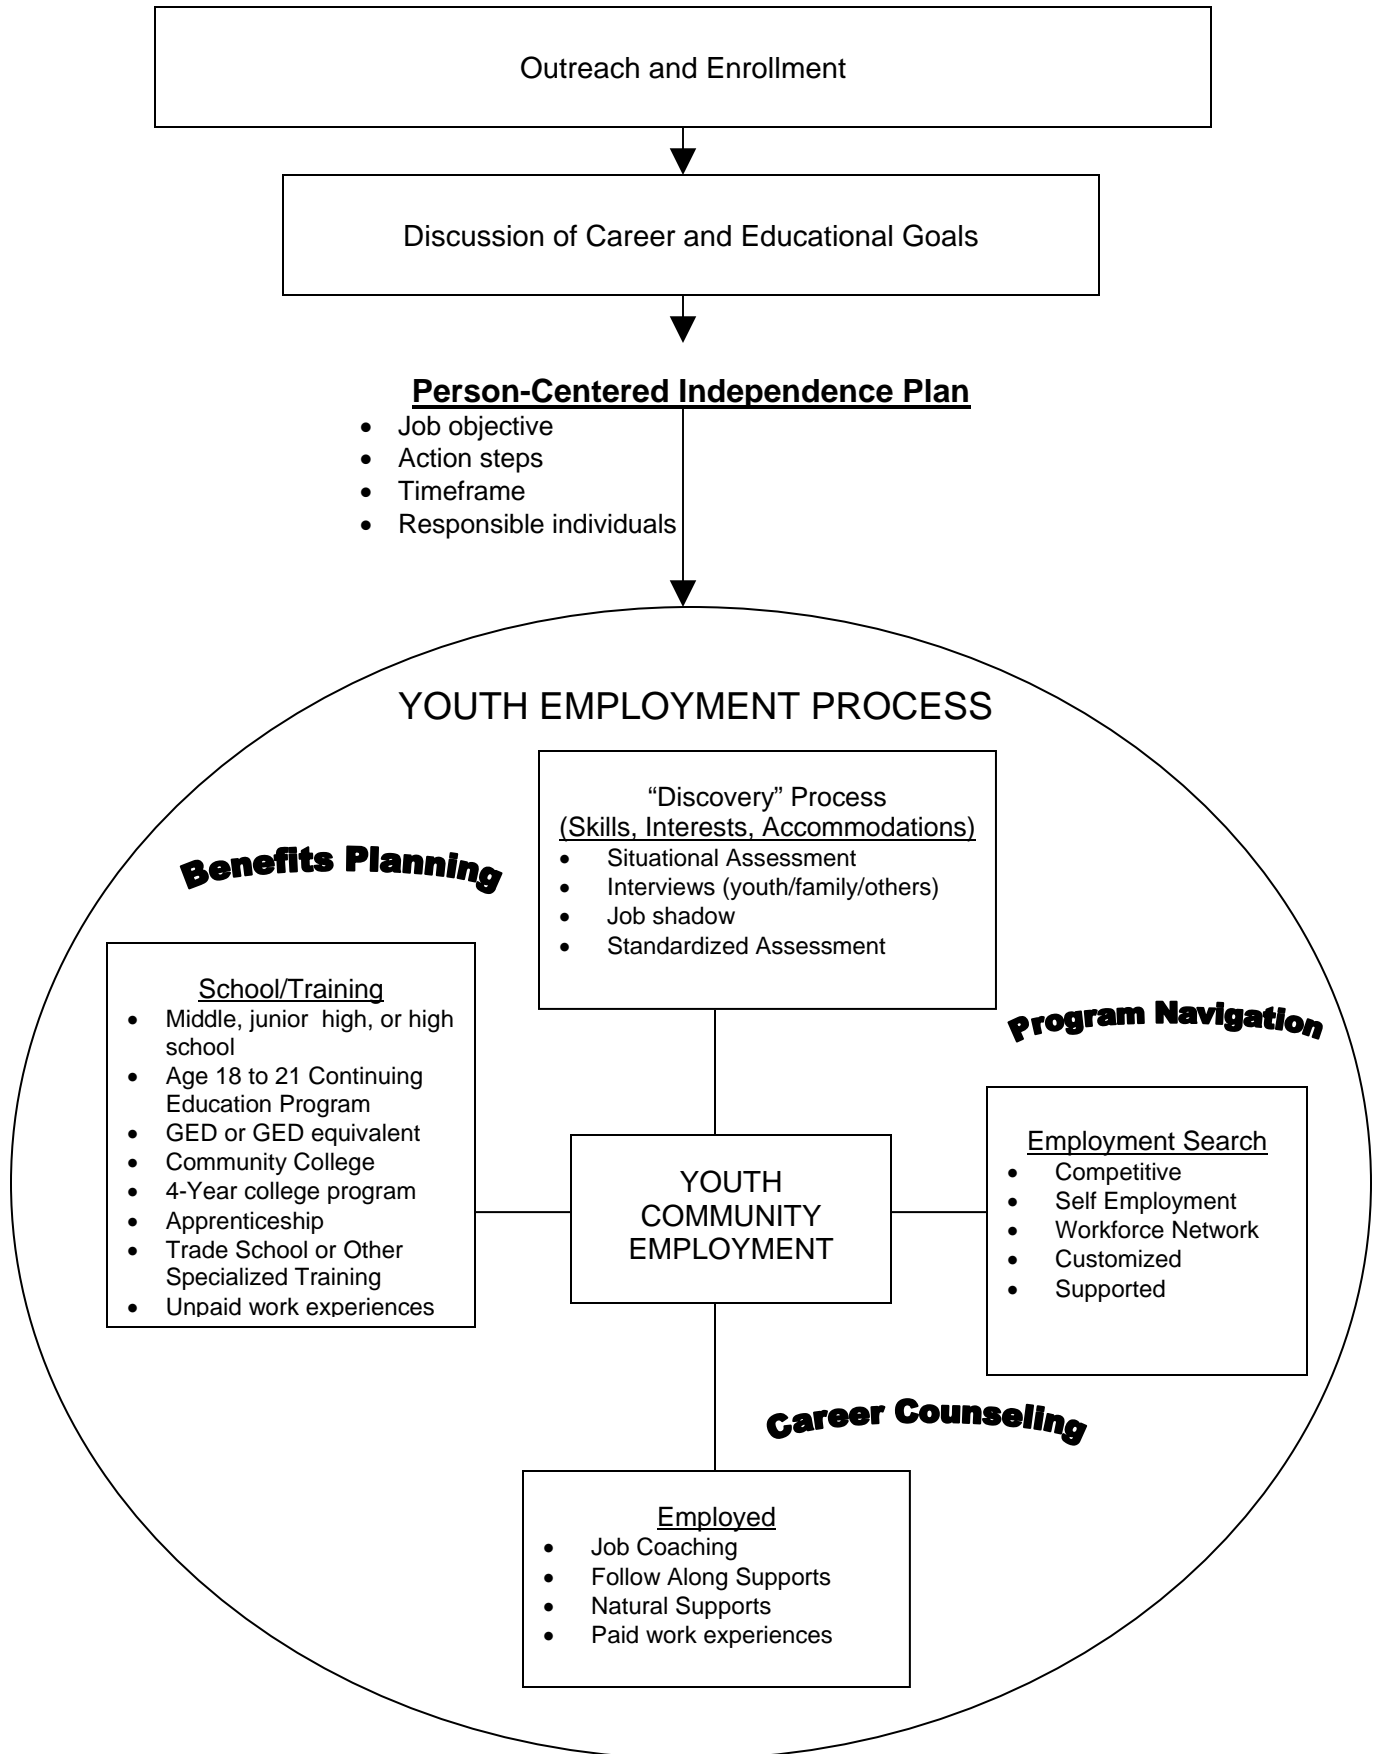 Outreach and Enrollment
Discussion of Career and Educational Goals
Person-Centered Independence Plan
• Job objective
• Action steps
• Timeframe
• Responsible individuals
YOUTH EMPLOYMENT PROCESS
“Discovery” Process
(Skills, Interests, Accommodations)
• Situational Assessment
• Interviews (youth/family/others)
• Job shadow
• Standardized Assessment
Benefits Planning
School/Training
• Middle, junior high, or high
school
• Age 18 to 21 Continuing
Education Program
• GED or GED equivalent
• Community College
• 4-Year college program
• Apprenticeship
• Trade School or Other
Specialized Training
• Unpaid work experiences
Program Navigation
YOUTH
COMMUNITY
EMPLOYMENT
Employment Search
• Competitive
• Self Employment
• Workforce Network
• Customized
• Supported
Career Counseling
Employed
• Job Coaching
• Follow Along Supports
• Natural Supports
• Paid work experiences